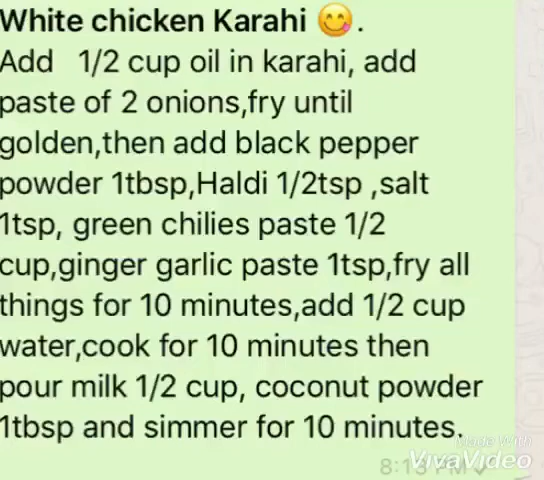 White chicken Karahi 😋 .
Add 1/2 cup oil in karahi, add
paste of 2 onions,fry until
golden,then add black pepper
powder 1tbsp,Haldi 1/2tsp ,salt
1tsp, green chilies paste 1/2
cup,ginger garlic paste 1tsp,fry all
things for 10 minutes,add 1/2 cup
water,cook for 10 minutes then
pour milk 1/2 cup, coconut powder
1tbsp and simmer for 10 minutes.
Made With
VivaVideo